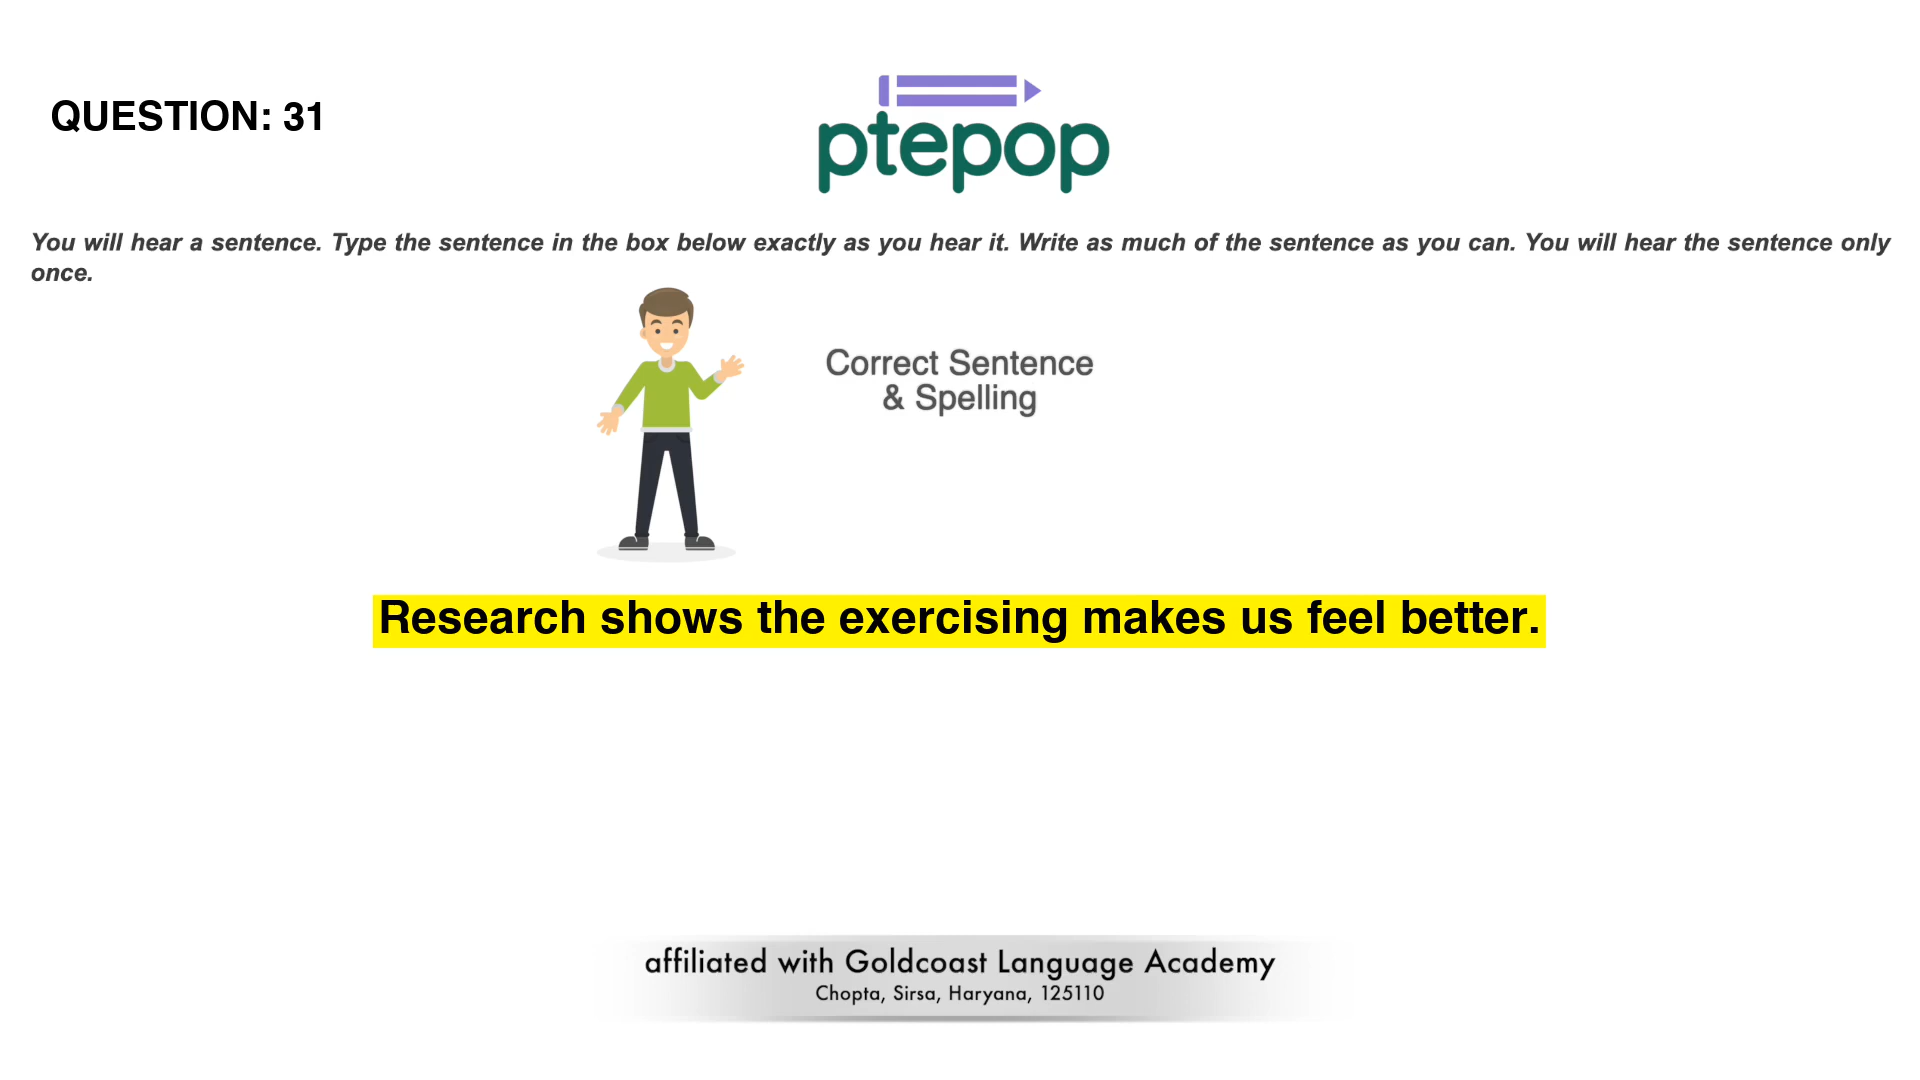 QUESTION: 31
ptepop
You will hear a sentence. Type the sentence in the box below exactly as you hear it. Write as much of the sentence as you can. You will hear the sentence only
once.
Correct Sentence
& Spelling
Research shows the exercising makes us feel better.
affiliated with Goldcoast Language Academy
Chopta, Sirsa, Haryana, 125110